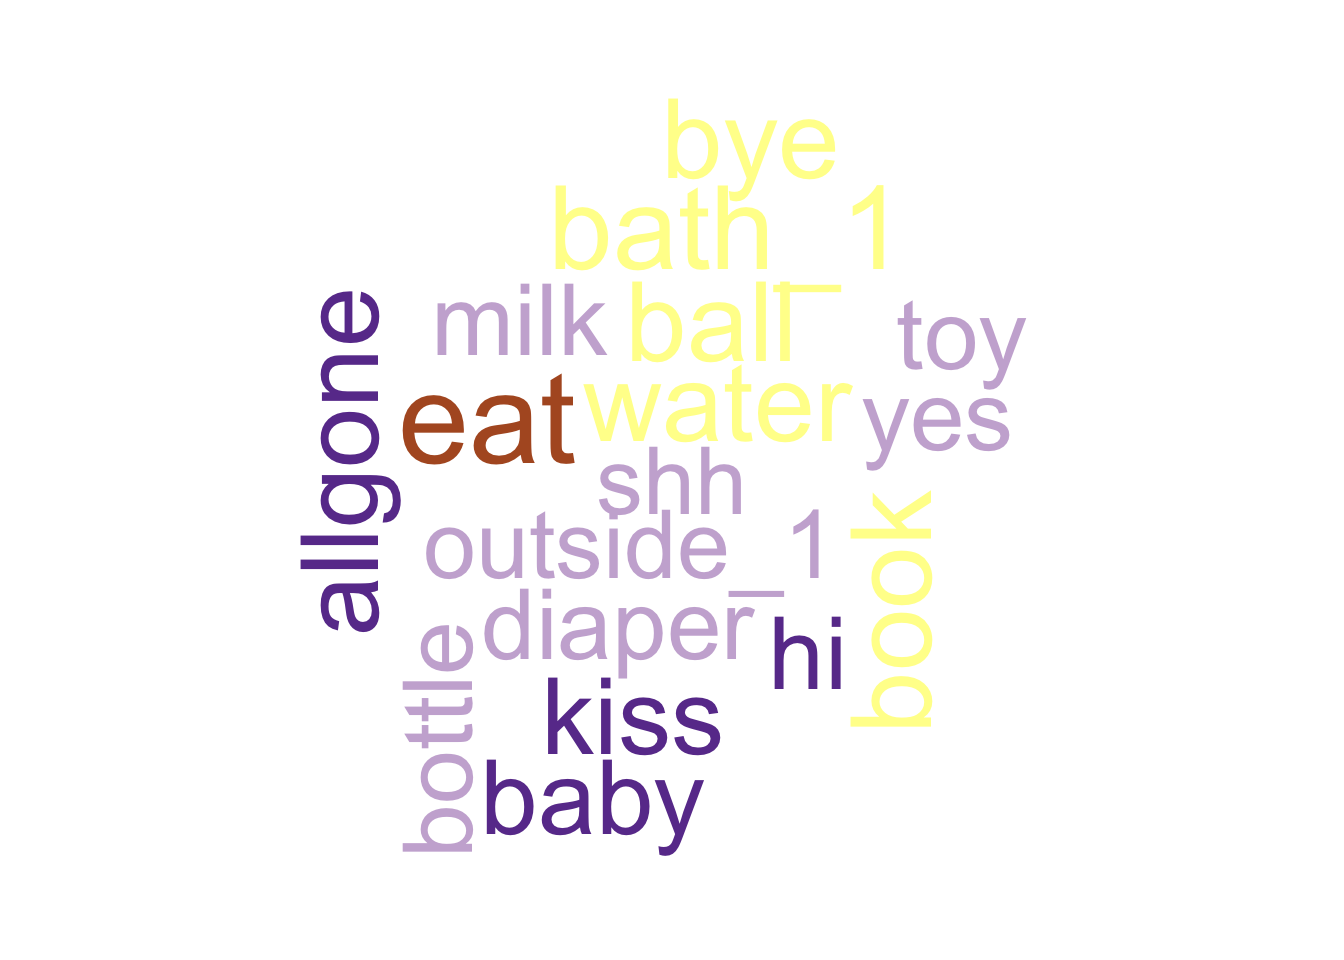 bye
bath_1
milk
ball
toy
allgone
eat
water
yes
shh
book
outside_1
diaper
hi
bottle
kiss
baby